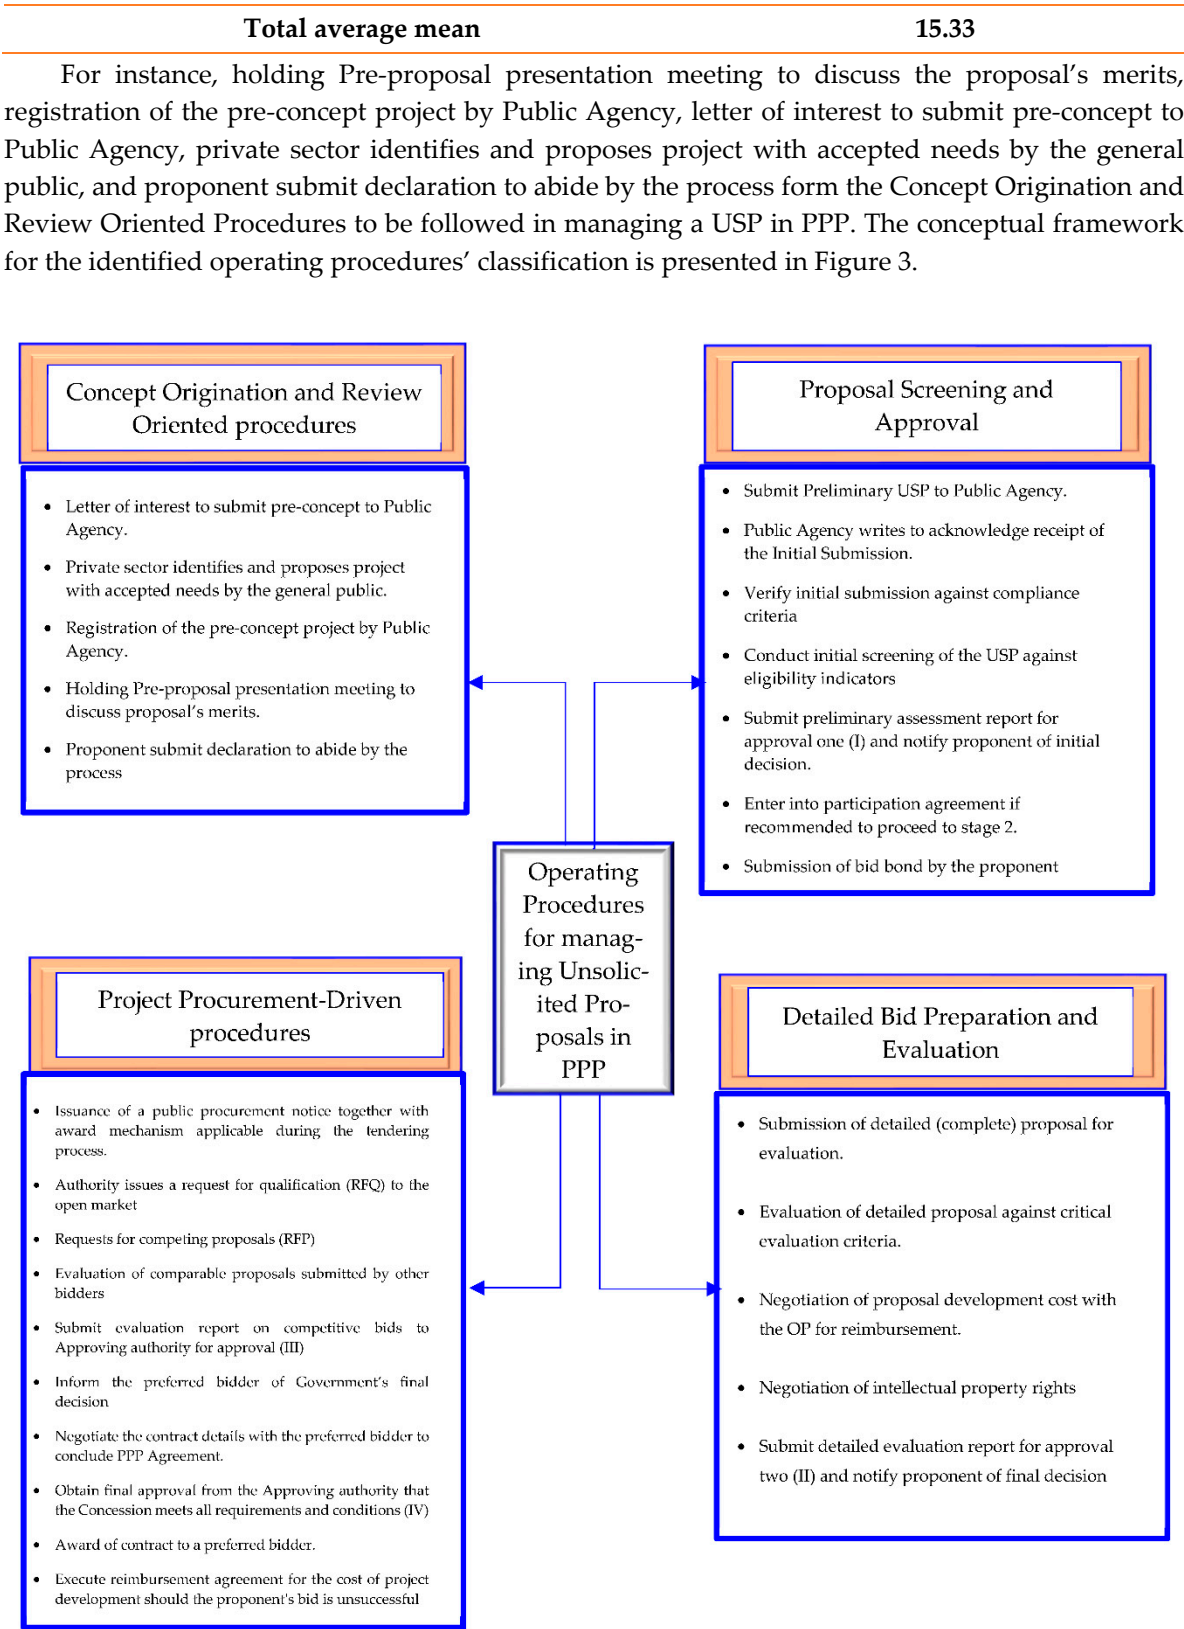 Total average mean 15.33
For instance, holding Pre-proposal presentation meeting to discuss the proposal’s merits,
registration of the pre-concept project by Public Agency, letter of interest to submit pre-concept to
Public Agency, private sector identifies and proposes project with accepted needs by the general
public, and proponent submit declaration to abide by the process form the Concept Origination and
Review Oriented Procedures to be followed in managing a USP in PPP. The conceptual framework
for the identified operating procedures’ classification is presented in Figure 3.
Concept Origination and Review
Oriented procedures
• Letter of interest to submit pre-concept to Public
Agency.
• Private sector identifies and proposes project
with accepted needs by the general public.
• Registration of the pre-concept project by Public
Agency.
• Holding Pre-proposal presentation meeting to
discuss proposal’s merits.
• Proponent submit declaration to abide by the
process
Proposal Screening and
Approval
• Submit Preliminary USP to Public Agency.
• Public Agency writes to acknowledge receipt of
the Initial Submission.
• Verify initial submission against compliance
criteria
• Conduct initial screening of the USP against
eligibility indicators
• Submit preliminary assessment report for
approval one (I) and notify proponent of initial
decision.
• Enter into participation agreement if
recommended to proceed to stage 2.
• Submission of bid bond by the proponent
Operating
Procedures
for manag-
ing Unsolic-
ited Pro-
posals in
PPP
Project Procurement-Driven
procedures
• Issuance of a public procurement notice together with
award mechanism applicable during the tendering
process.
• Authority issues a request for qualification (RFQ) to the
open market
• Requests for competing proposals (RFP)
• Evaluation of comparable proposals submitted by other
bidders
• Submit evaluation report on competitive bids to
Approving authority for approval (III)
• Inform the preferred bidder of Government’s final
decision
• Negotiate the contract details with the preferred bidder to
conclude PPP Agreement.
• Obtain final approval from the Approving authority that
the Concession meets all requirements and conditions (IV)
• Award of contract to a preferred bidder.
• Execute reimbursement agreement for the cost of project
development should the proponent's bid is unsuccessful
Detailed Bid Preparation and
Evaluation
• Submission of detailed (complete) proposal for
evaluation.
• Evaluation of detailed proposal against critical
evaluation criteria.
• Negotiation of proposal development cost with
the OP for reimbursement.
• Negotiation of intellectual property rights
• Submit detailed evaluation report for approval
two (II) and notify proponent of final decision